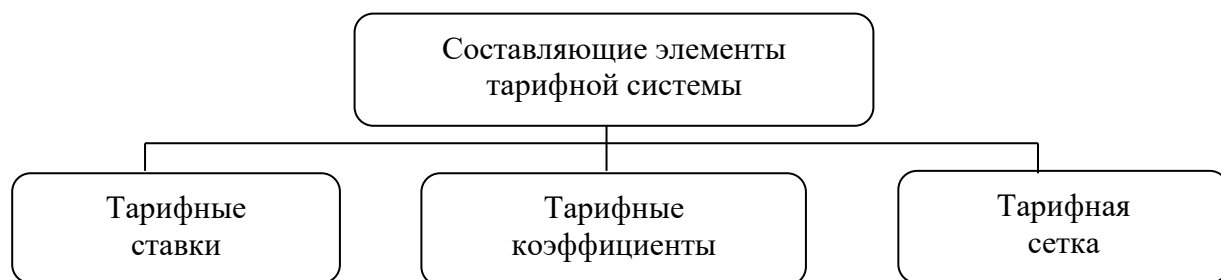 Составляющие элементы
тарифной системы
Тарифные
ставки
Тарифные
коэффициенты
Тарифная
сетка